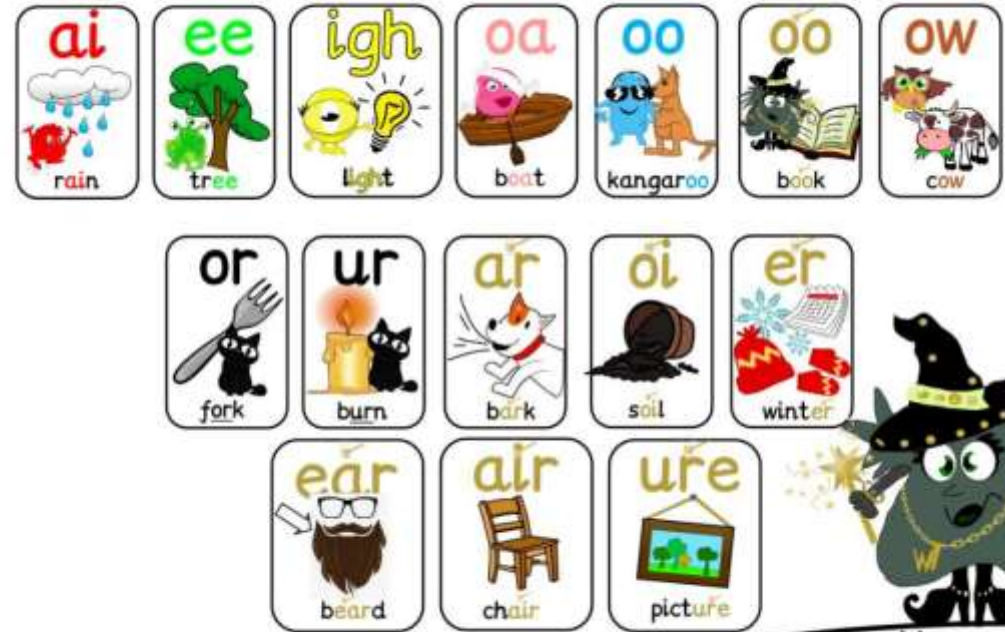 ai ee igh oa oo oo ow
rain tree light boat kangaroo book cow
or ur ar oi er
fork burn bark soil winter
ear air ure
beard chair picture